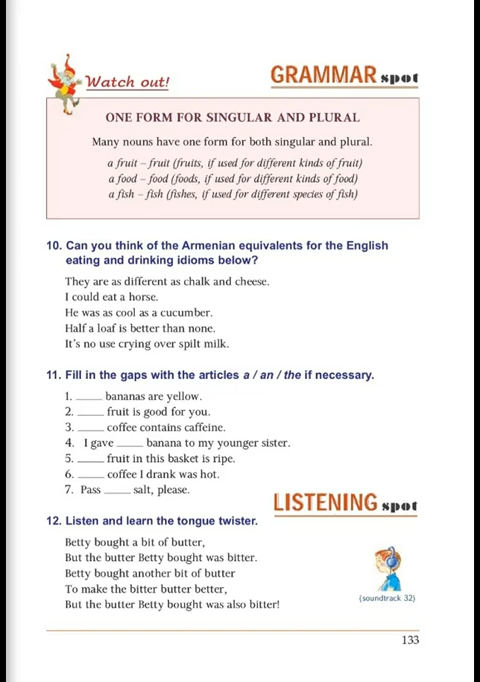 Watch out!
GRAMMAR spot
ONE FORM FOR SINGULAR AND PLURAL
Many nouns have one form for both singular and plural.
a fruit – fruit (fruits, if used for different kinds of fruit)
a food – food (foods, if used for different kinds of food)
a fish – fish (fishes, if used for different species of fish)
10. Can you think of the Armenian equivalents for the English
eating and drinking idioms below?
They are as different as chalk and cheese.
I could eat a horse.
He was as cool as a cucumber.
Half a loaf is better than none.
It's no use crying over spilt milk.
11. Fill in the gaps with the articles a / an / the if necessary.
1. _____ bananas are yellow.
2. _____ fruit is good for you.
3. _____ coffee contains caffeine.
4. I gave _____ banana to my younger sister.
5. _____ fruit in this basket is ripe.
6. _____ coffee I drank was hot.
7. Pass _____ salt, please.
LISTENING spot
12. Listen and learn the tongue twister.
Betty bought a bit of butter,
But the butter Betty bought was bitter.
Betty bought another bit of butter
To make the bitter butter better,
But the butter Betty bought was also bitter!
(soundtrack 32)
133